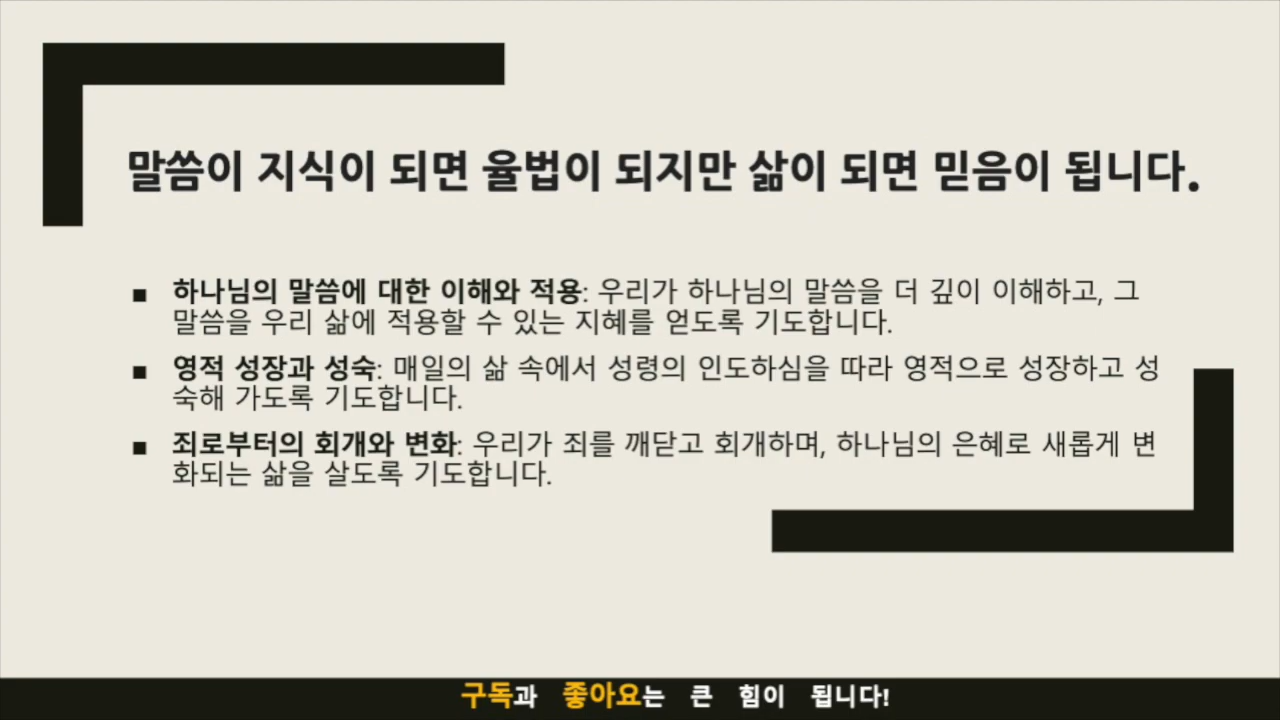 말씀이 지식이 되면 율법이 되지만 삶이 되면 믿음이 됩니다.
■ 하나님의 말씀에 대한 이해와 적용: 우리가 하나님의 말씀을 더 깊이 이해하고, 그
말씀을 우리 삶에 적용할 수 있는 지혜를 얻도록 기도합니다.
■ 영적 성장과 성숙: 매일의 삶 속에서 성령의 인도하심을 따라 영적으로 성장하고 성
숙해 가도록 기도합니다.
■ 죄로부터의 회개와 변화: 우리가 죄를 깨닫고 회개하며, 하나님의 은혜로 새롭게 변
화되는 삶을 살도록 기도합니다.
구독과 좋아요는 큰 힘이 됩니다!